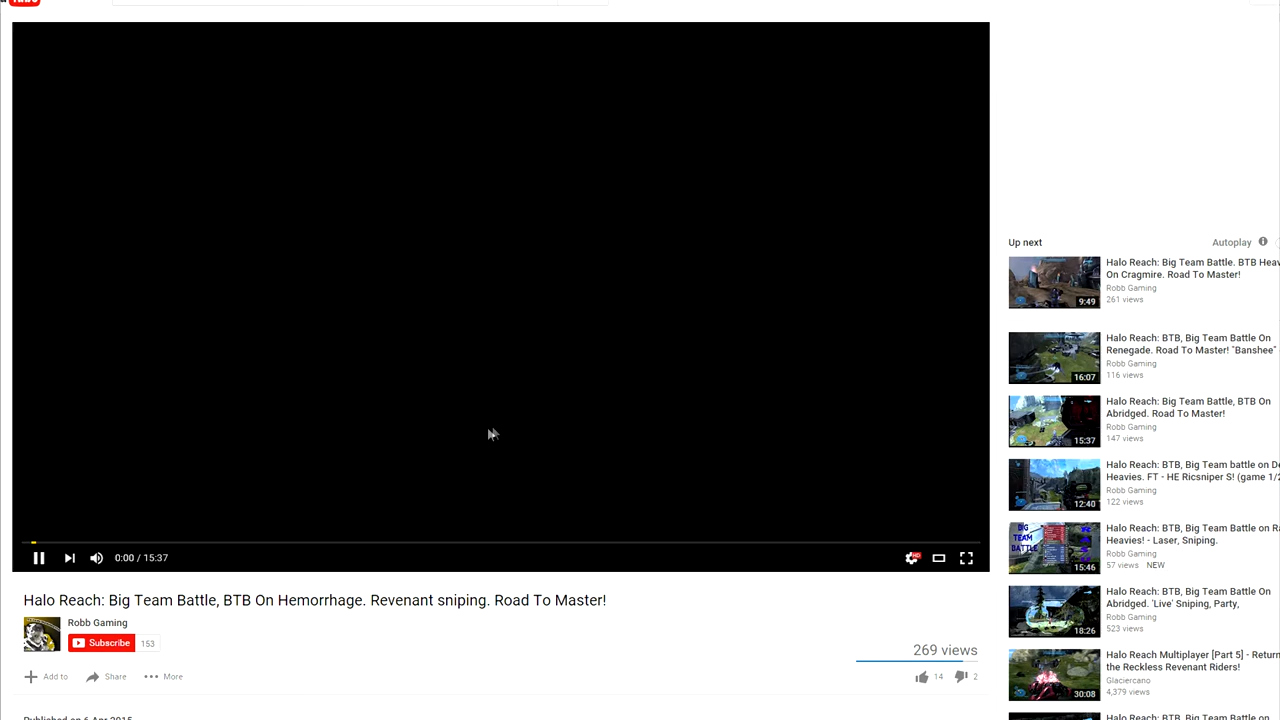 0:00 / 15:37
HD
Halo Reach: Big Team Battle, BTB On Hemorrhage. Revenant sniping. Road To Master!
Robb Gaming
Subscribe 153
269 views
Add to Share More
14 2
Published on 6 Apr 2015
Up next Autoplay
Halo Reach: Big Team Battle. BTB Heav
On Cragmire. Road To Master!
Robb Gaming
261 views
9:49
Halo Reach: BTB, Big Team Battle On
Renegade. Road To Master! "Banshee"
Robb Gaming
116 views
16:07
Halo Reach: Big Team Battle, BTB On
Abridged. Road To Master!
Robb Gaming
147 views
15:37
Halo Reach: BTB, Big Team battle on De
Heavies. FT - HE Ricsniper S! (game 1/2
Robb Gaming
122 views
12:40
Halo Reach: BTB, Big Team Battle on Ra
Heavies! - Laser, Sniping.
Robb Gaming
57 views NEW
BIG
TEAM
BATTLE
15:46
Halo Reach: BTB, Big Team Battle On
Abridged. 'Live' Sniping, Party,
Robb Gaming
523 views
18:26
Halo Reach Multiplayer [Part 5] - Return
the Reckless Revenant Riders!
Glaciercano
4,379 views
30:08
Halo Reach: BTB, Big Team Battle on